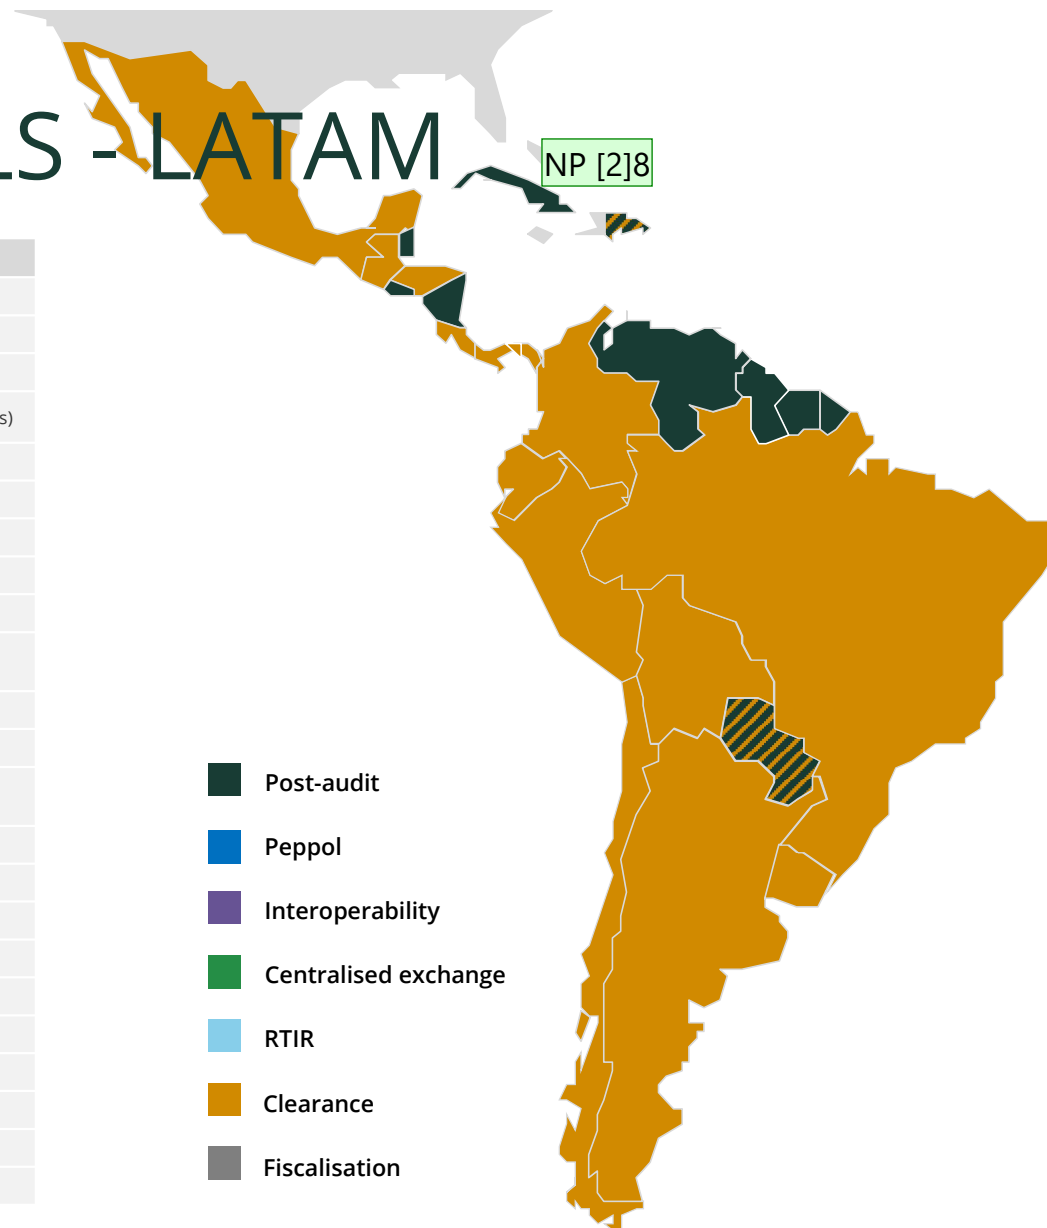 LS - LATAM
NP [2]8
s)
Post-audit
Peppol
Interoperability
Centralised exchange
RTIR
Clearance
Fiscalisation